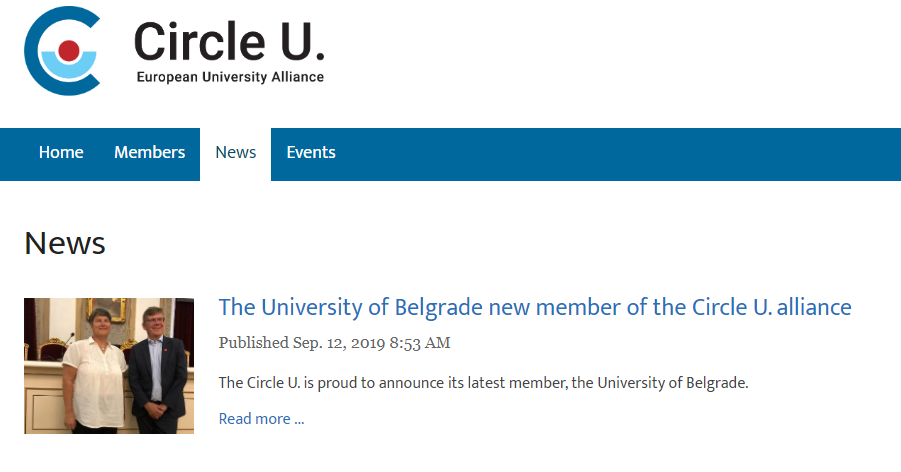 Circle U.
European University Alliance
Home Members News Events
News
The University of Belgrade new member of the Circle U. alliance
Published Sep. 12, 2019 8:53 AM
The Circle U. is proud to announce its latest member, the University of Belgrade.
Read more ...